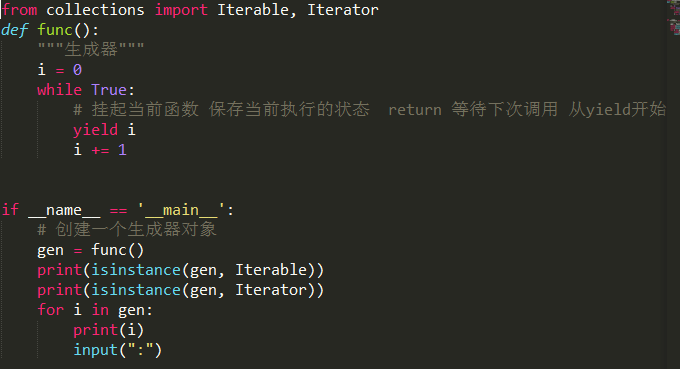 from collections import Iterable, Iterator
def func():
    """生成器"""
    i = 0
    while True:
        # 挂起当前函数 保存当前执行的状态  return 等待下次调用 从yield开始
        yield i
        i += 1
if __name__ == '__main__':
    # 创建一个生成器对象
    gen = func()
    print(isinstance(gen, Iterable))
    print(isinstance(gen, Iterator))
    for i in gen:
        print(i)
        input(":")